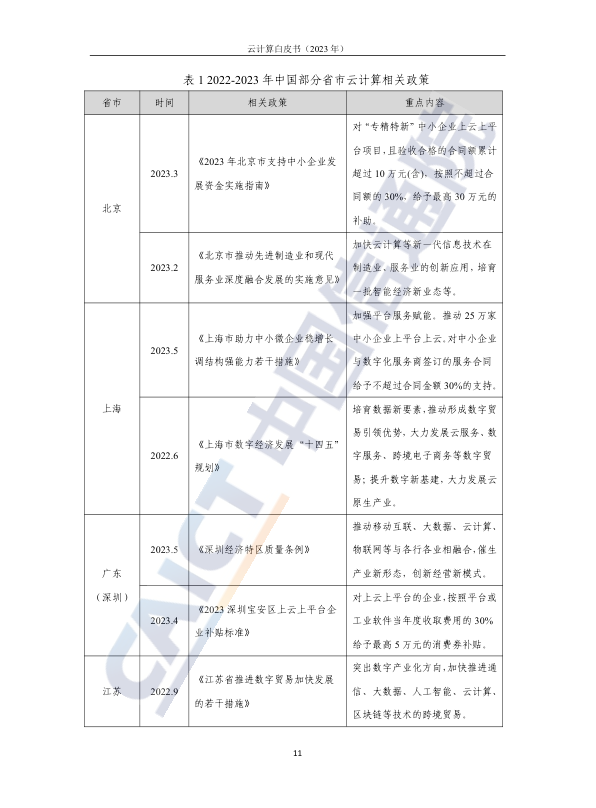 云计算白皮书（2023 年）
表 1 2022-2023 年中国部分省市云计算相关政策
省市 时间 相关政策 重点内容
北京
2023.3
《2023 年北京市支持中小企业发
展资金实施指南》
对“专精特新”中小企业上云上平
台项目，且验收合格的合同额累计
超过 10 万元(含)、按照不超过合
同额的 30%、给予最高 30 万元的
补助。
2023.2
《北京市推动先进制造业和现代
服务业深度融合发展的实施意见》
加快云计算等新一代信息技术在
制造业、服务业的创新应用，培育
一批智能经济新业态等。
上海
2023.5
《上海市助力中小微企业稳增长
调结构强能力若干措施》
加强平台服务赋能。推动 25 万家
中小企业上平台上云。对中小企业
与数字化服务商签订的服务合同
给予不超过合同金额 30%的支持。
2022.6
《上海市数字经济发展“十四五”
规划》
培育数据新要素，推动形成数字贸
易引领优势、大力发展云服务、数
字服务、跨境电子商务等数字贸
易；提升数字新基建，大力发展云
原生产业。
广东
（深圳）
2023.5
《深圳经济特区质量条例》
推动移动互联、大数据、云计算、
物联网等与各行各业相融合，催生
产业新形态，创新经营新模式。
2023.4
《2023 深圳宝安区上云上平台企
业补贴标准》
对上云上平台的企业，按照平台或
工业软件当年度收取费用的 30%
给予最高 5 万元的消费券补贴。
江苏
2022.9
《江苏省推进数字贸易加快发展
的若干措施》
突出数字产业化方向，加快推进通
信、大数据、人工智能、云计算、
区块链等技术的跨境贸易。
CAICT 中国信通院
11